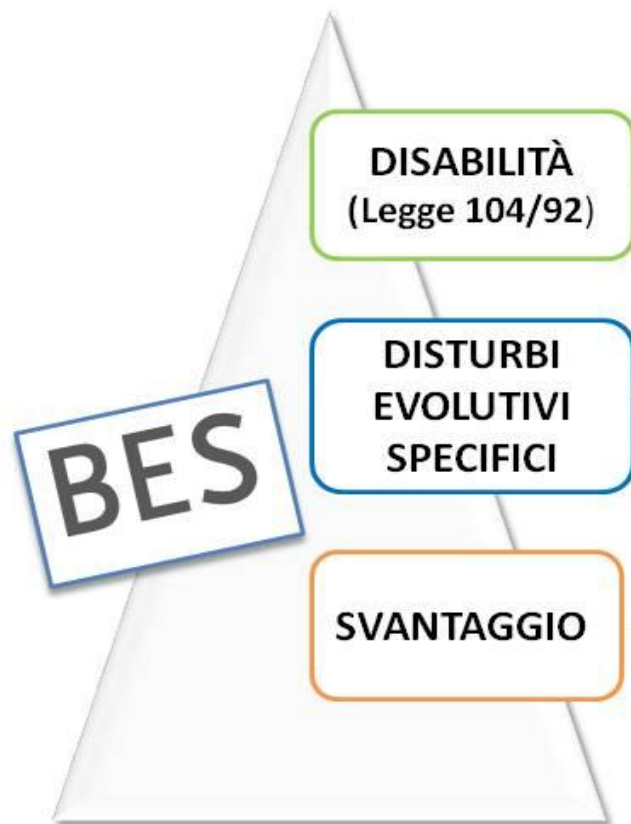 DISABILITÀ
(Legge 104/92)
DISTURBI
EVOLUTIVI
SPECIFICI
BES
SVANTAGGIO